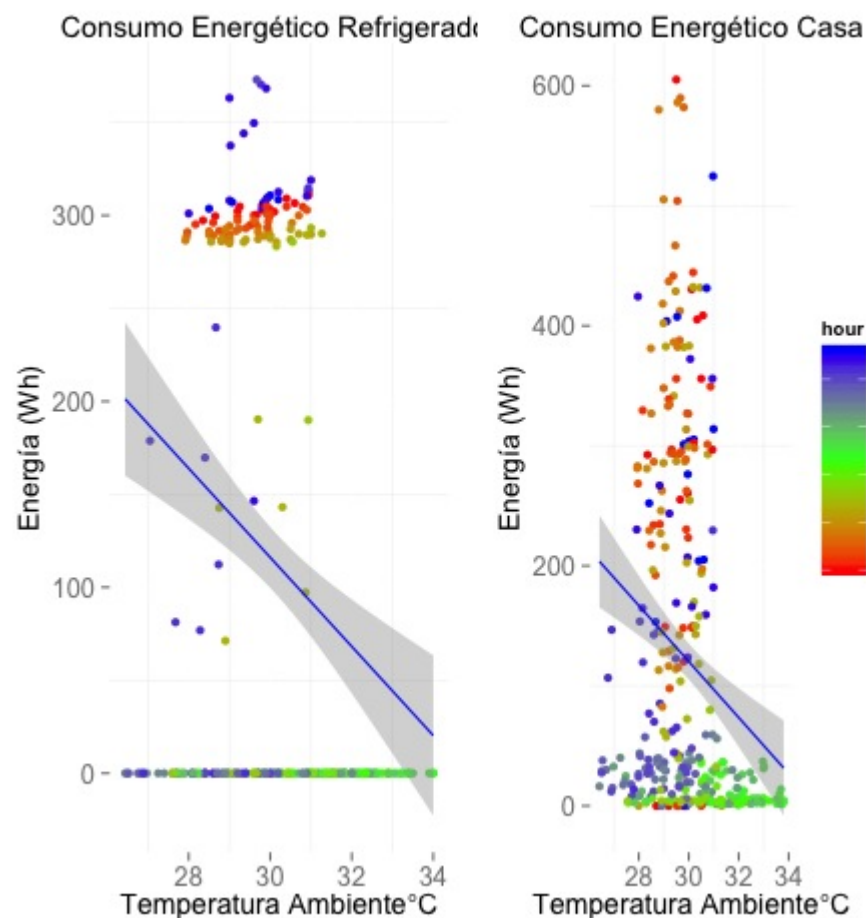 Consumo Energético Refrigerado
Energía (Wh)
300
200
100
0
28 30 32 34
Temperatura Ambiente°C
Consumo Energético Casa
Energía (Wh)
600
400
200
0
28 30 32 34
Temperatura Ambiente°C
hour